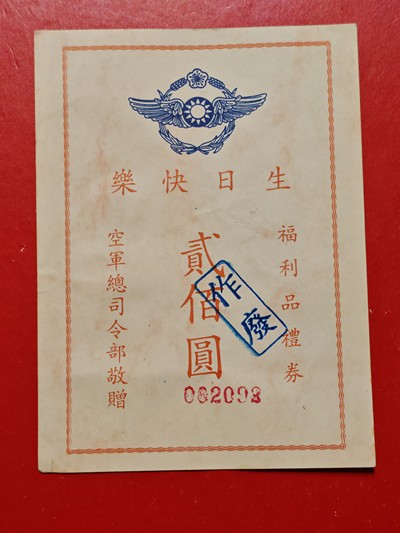 生日快樂
福利品禮券
貳佰圓
062093
作廢
空軍總司令部敬贈